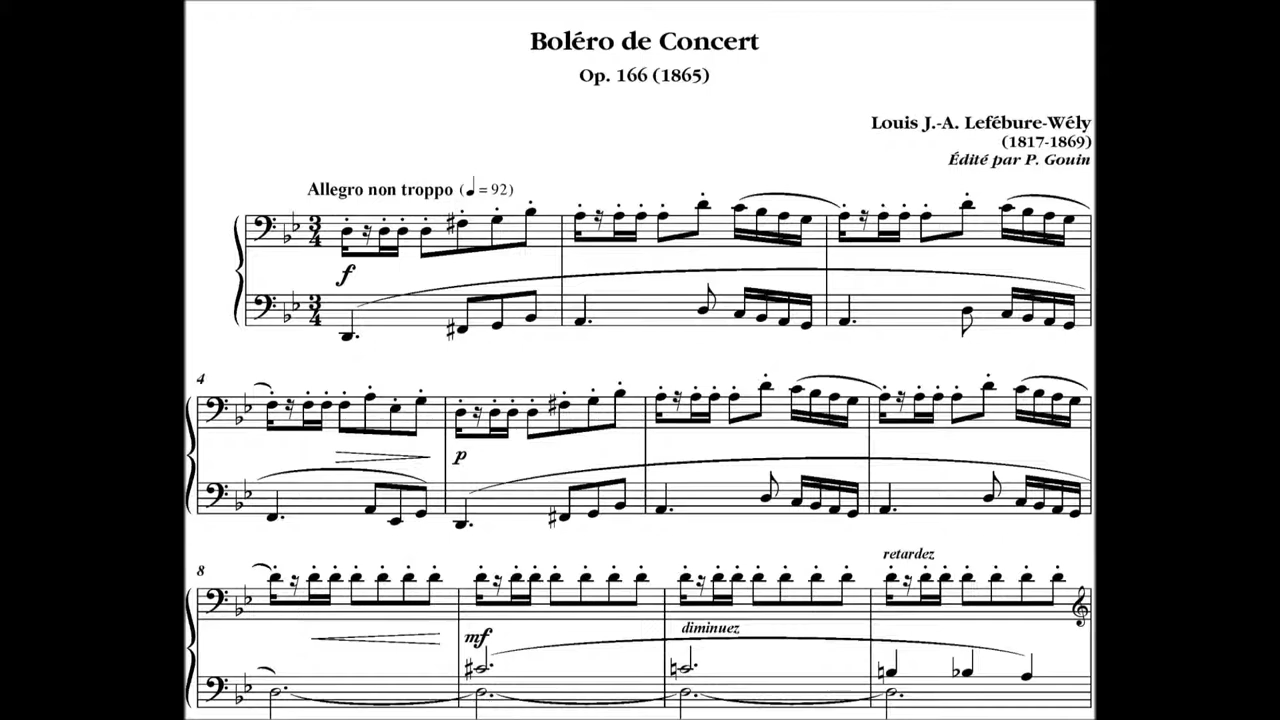 Boléro de Concert
Op. 166 (1865)
Louis J.-A. Lefébure-Wély
(1817-1869)
Édité par P. Gouin
Allegro non troppo (♩ = 92)
3
4
f
3
4
4
p
8
retardez
mf
diminuez